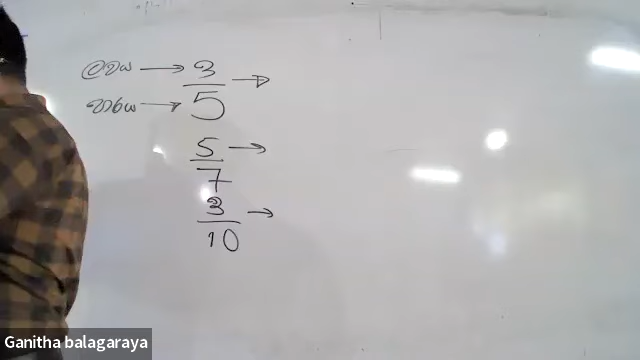 ලවය → 3/5 →
හරය →
5/7 →
3/10 →
Ganitha balagaraya